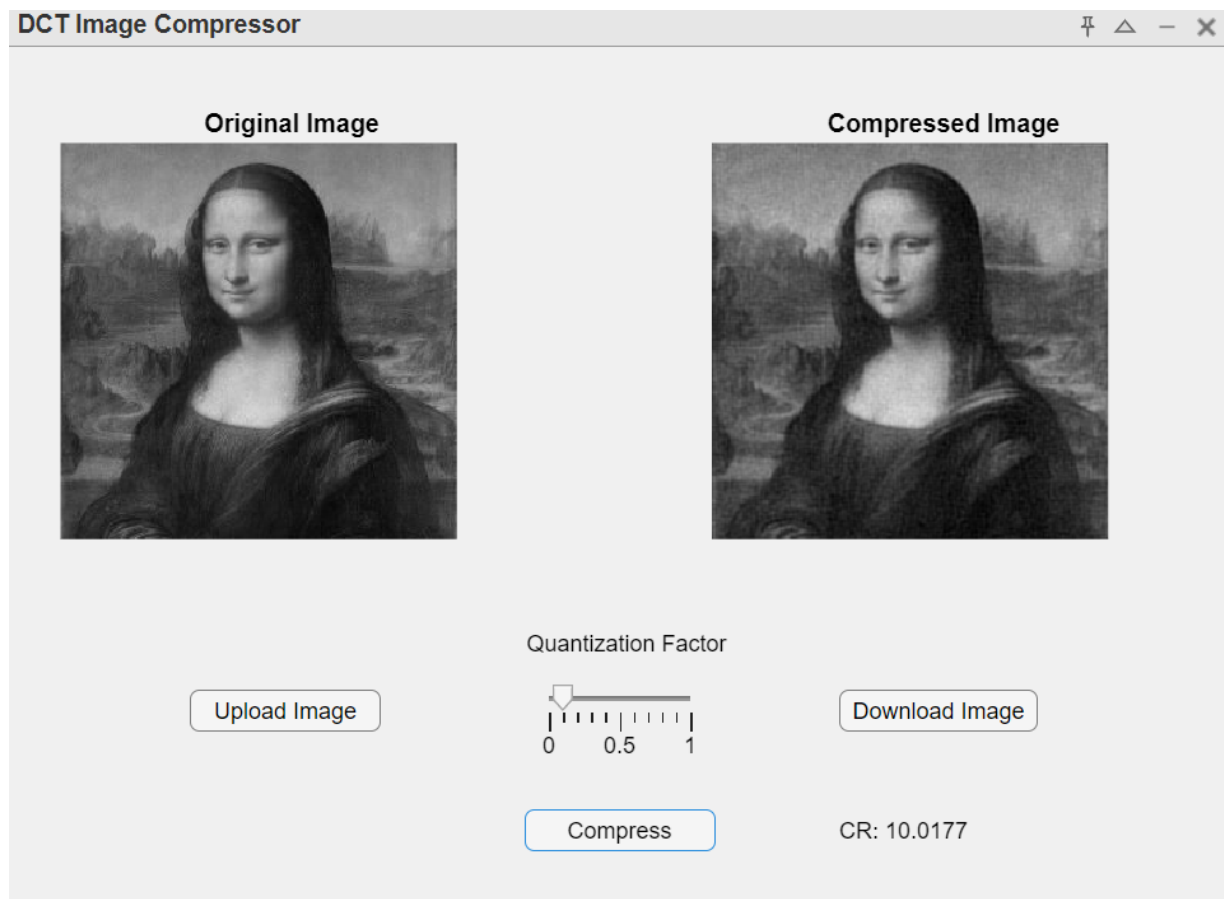 DCT Image Compressor
Original Image
Compressed Image
Quantization Factor
Upload Image
0 0.5 1
Download Image
Compress
CR: 10.0177